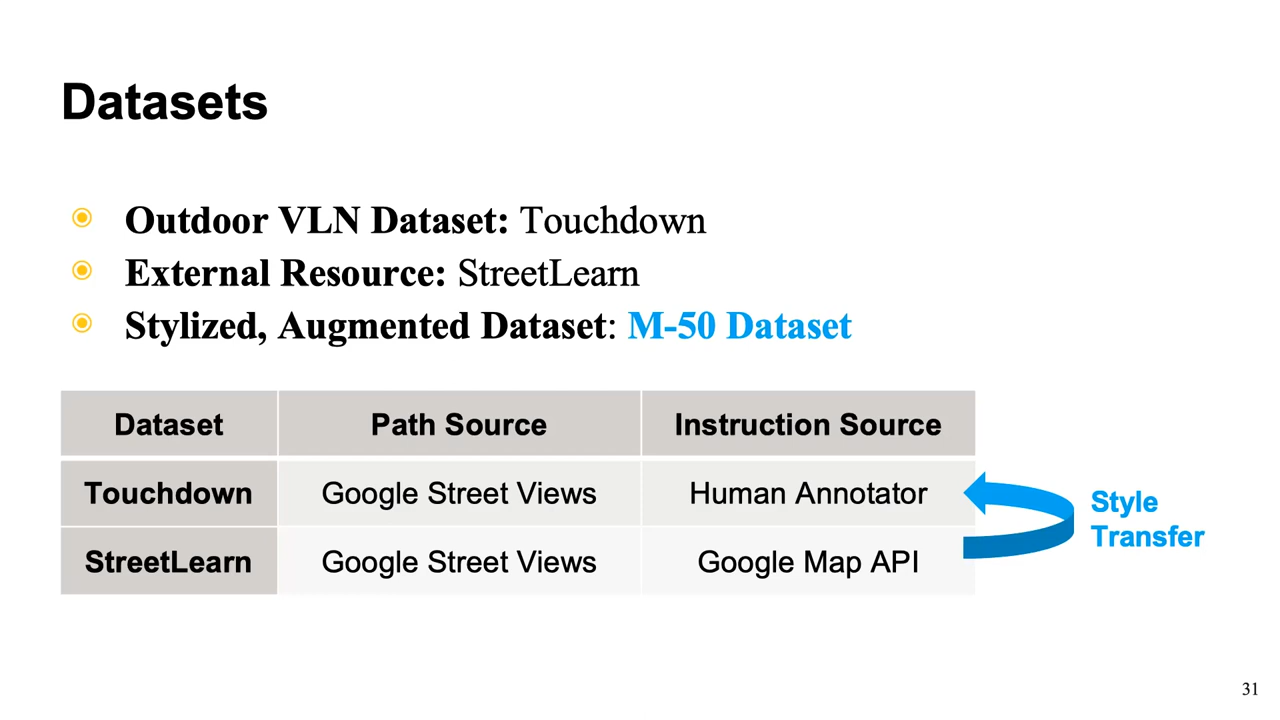 Datasets
Outdoor VLN Dataset: Touchdown
External Resource: StreetLearn
Stylized, Augmented Dataset: M-50 Dataset
Dataset Path Source Instruction Source
Touchdown Google Street Views Human Annotator
StreetLearn Google Street Views Google Map API
Style
Transfer
31